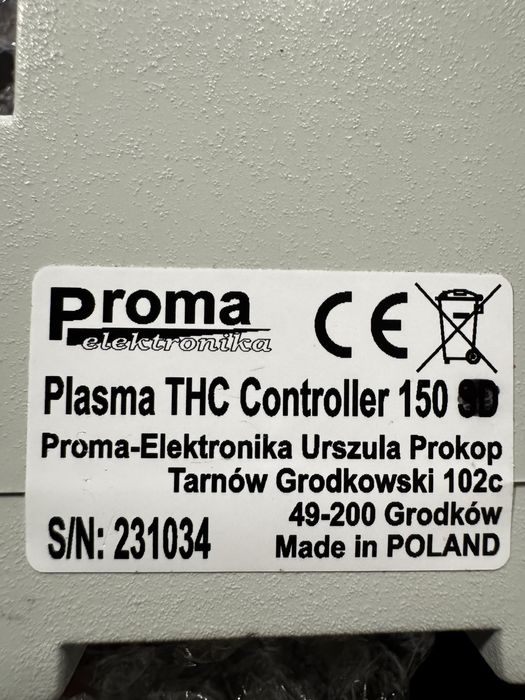 Proma
elektronika
CE
Plasma THC Controller 150
Proma-Elektronika Urszula Prokop
Tarnów Grodkowski 102c
49-200 Grodków
S/N: 231034
Made in POLAND